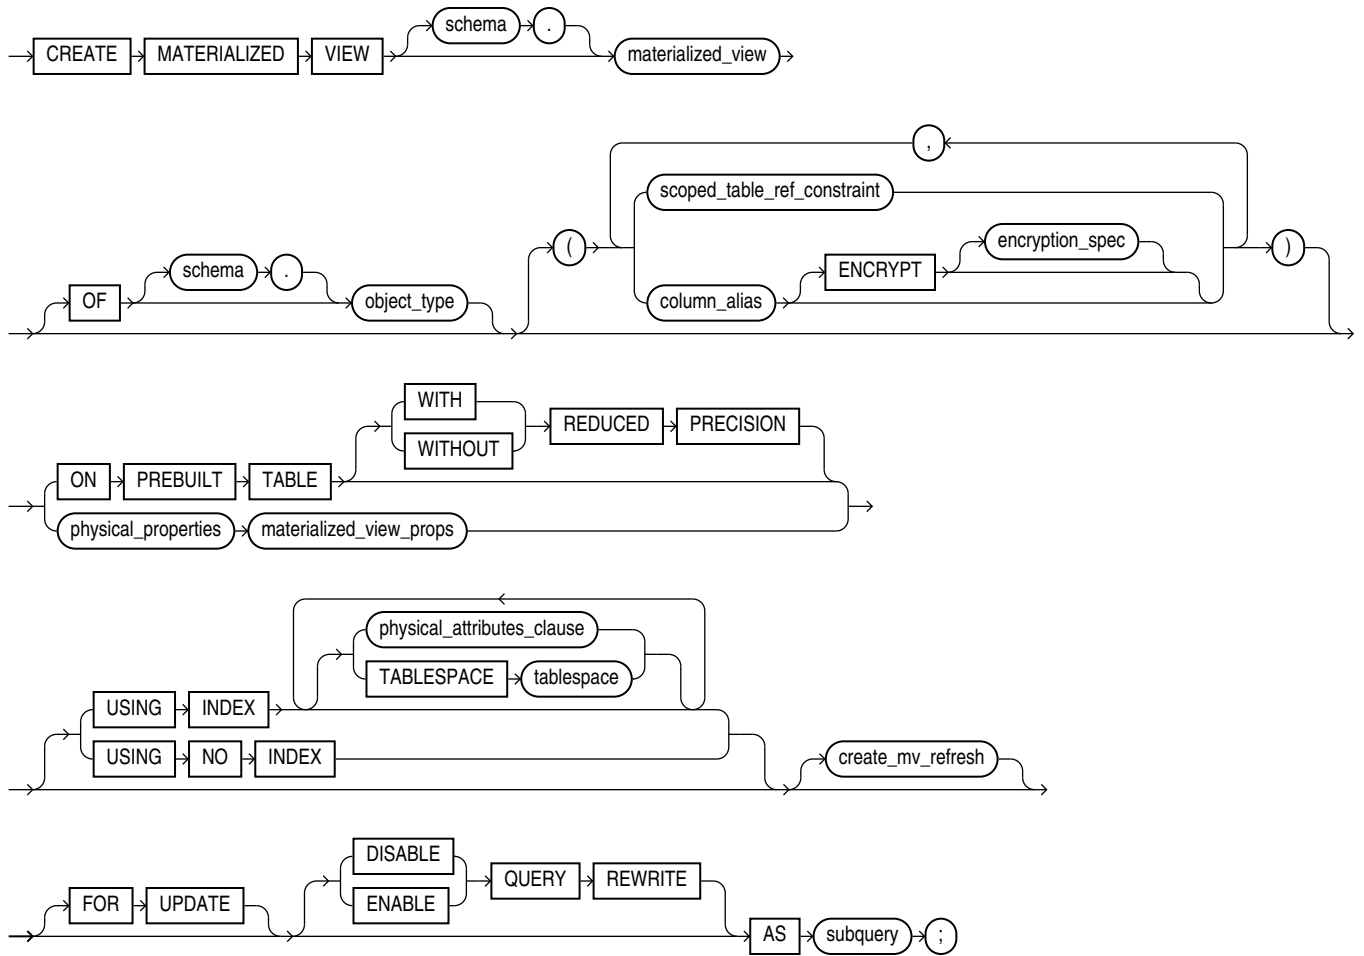 schema .
CREATE MATERIALIZED VIEW materialized_view
,
scoped_table_ref_constraint
( )
encryption_spec
schema . ENCRYPT
OF object_type column_alias
WITH
REDUCED PRECISION
WITHOUT
ON PREBUILT TABLE
physical_properties materialized_view_props
physical_attributes_clause
TABLESPACE tablespace
USING INDEX
USING NO INDEX create_mv_refresh
DISABLE
QUERY REWRITE
FOR UPDATE ENABLE
AS subquery ;